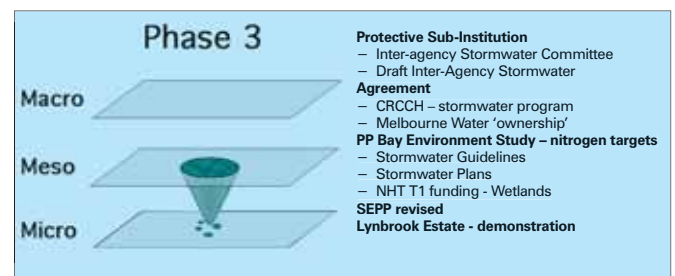 Phase 3
Macro
Meso
Micro
Protective Sub-Institution
– Inter-agency Stormwater Committee
– Draft Inter-Agency Stormwater
Agreement
– CRCCH – stormwater program
– Melbourne Water ‘ownership’
PP Bay Environment Study – nitrogen targets
– Stormwater Guidelines
– Stormwater Plans
– NHT T1 funding - Wetlands
SEPP revised
Lynbrook Estate - demonstration